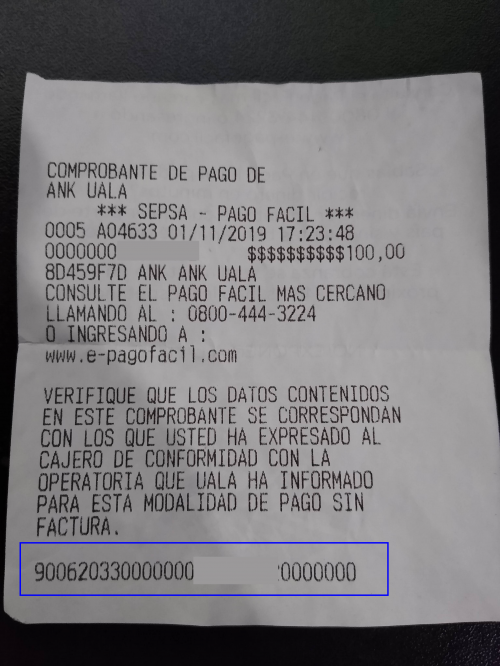 COMPROBANTE DE PAGO DE
ANK UALA
*** SEPSA - PAGO FACIL ***
0005 A04633 01/11/2019 17:23:48
0000000 $$$$$$$$$$100,00
8D459F7D ANK ANK UALA
CONSULTE EL PAGO FACIL MAS CERCANO
LLAMANDO AL : 0800-444-3224
O INGRESANDO A :
www.e-pagofacil.com
VERIFIQUE QUE LOS DATOS CONTENIDOS
EN ESTE COMPROBANTE SE CORRESPONDAN
CON LOS QUE USTED HA EXPRESADO AL
CAJERO DE CONFORMIDAD CON LA
OPERATORIA QUE UALA HA INFORMADO
PARA ESTA MODALIDAD DE PAGO SIN
FACTURA.
900620330000000 0000000